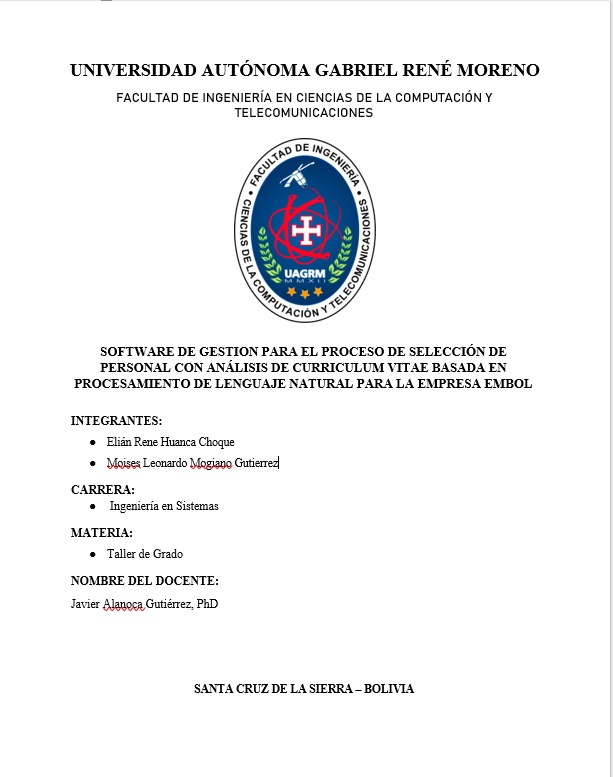 UNIVERSIDAD AUTÓNOMA GABRIEL RENÉ MORENO
FACULTAD DE INGENIERÍA EN CIENCIAS DE LA COMPUTACIÓN Y
TELECOMUNICACIONES
• FACULTAD DE INGENIERÍA •
CIENCIAS DE LA COMPUTACIÓN Y TELECOMUNICACIONES
UAGRM
MMXII
SOFTWARE DE GESTION PARA EL PROCESO DE SELECCIÓN DE
PERSONAL CON ANÁLISIS DE CURRICULUM VITAE BASADA EN
PROCESAMIENTO DE LENGUAJE NATURAL PARA LA EMPRESA EMBOL
INTEGRANTES:
● Elián Rene Huanca Choque
● Moises Leonardo Mogiano Gutierrez
CARRERA:
● Ingeniería en Sistemas
MATERIA:
● Taller de Grado
NOMBRE DEL DOCENTE:
Javier Alanoca Gutiérrez, PhD
SANTA CRUZ DE LA SIERRA – BOLIVIA